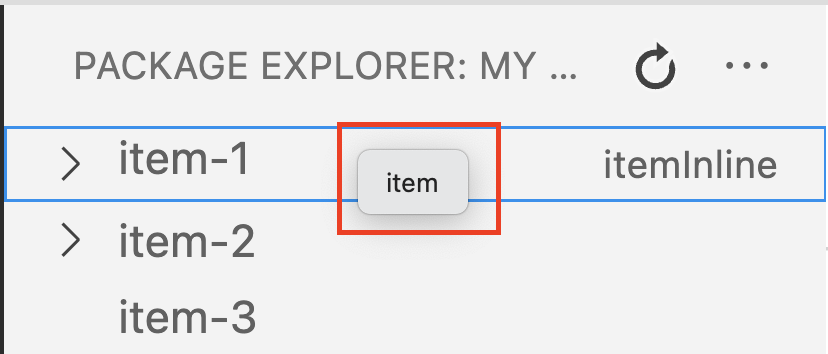 PACKAGE EXPLORER: MY ...
item-1 item itemInline
item-2
item-3